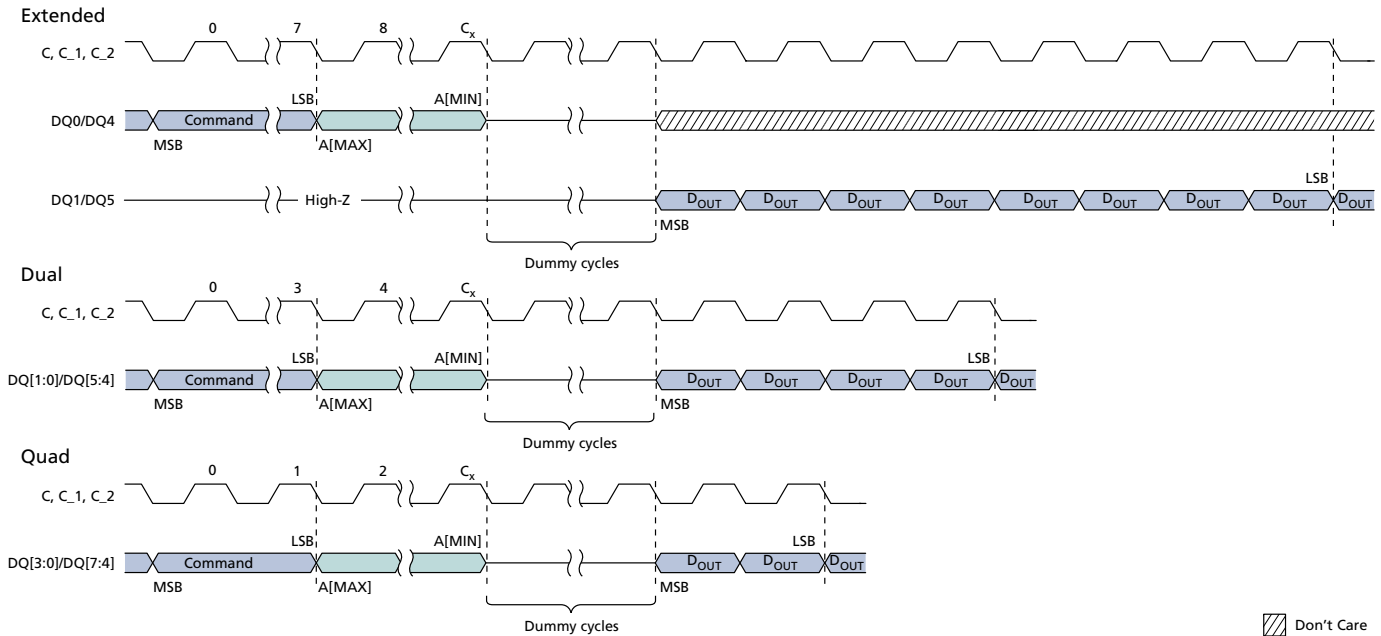 Extended
0 7 8 Cx
C, C_1, C_2
LSB A[MIN]
DQ0/DQ4 Command
MSB A[MAX]
LSB
DQ1/DQ5 High-Z DOUT DOUT DOUT DOUT DOUT DOUT DOUT DOUT DOUT
MSB
Dummy cycles
Dual
0 3 4 Cx
C, C_1, C_2
LSB A[MIN] LSB
DQ[1:0]/DQ[5:4] Command DOUT DOUT DOUT DOUT DOUT
MSB A[MAX] MSB
Dummy cycles
Quad
0 1 2 Cx
C, C_1, C_2
LSB A[MIN] LSB
DQ[3:0]/DQ[7:4] Command DOUT DOUT DOUT
MSB A[MAX] MSB
Dummy cycles
Don't Care